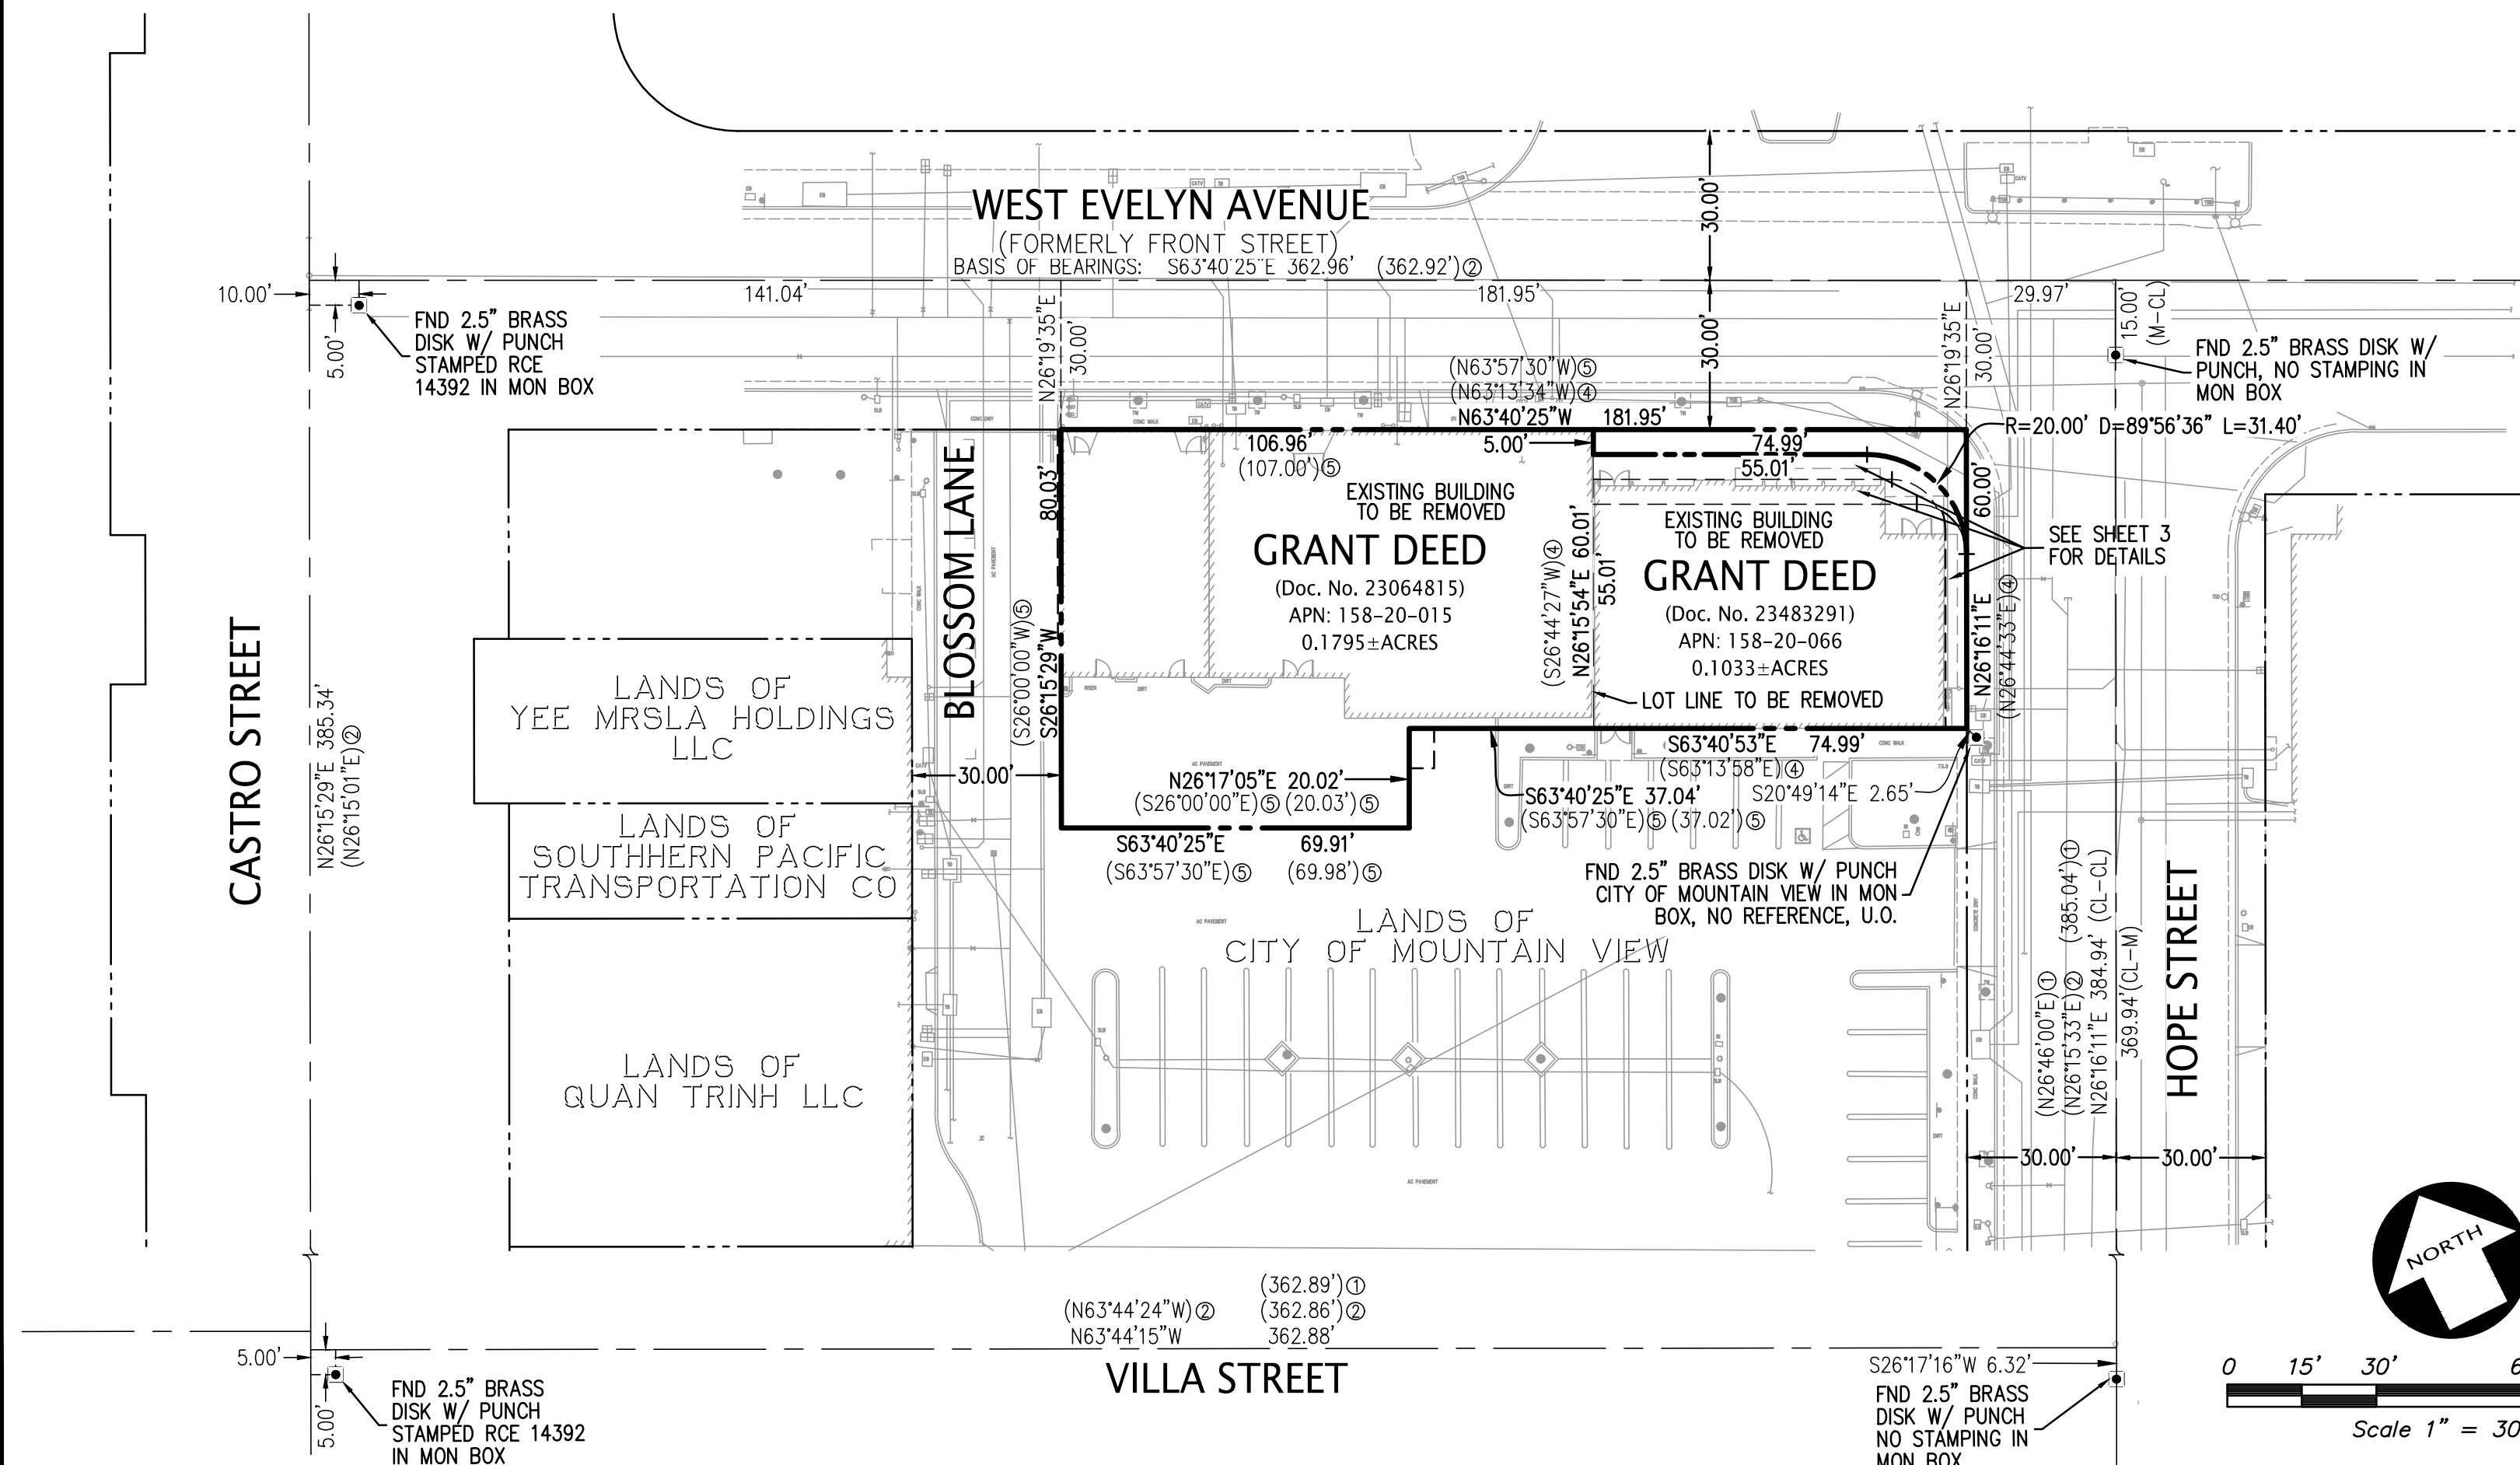 WEST EVELYN AVENUE
(FORMERLY FRONT STREET)
BASIS OF BEARINGS: S63°40'25"E 362.96' (362.92')②
10.00'
5.00'
FND 2.5" BRASS
DISK W/ PUNCH
STAMPED RCE
14392 IN MON BOX
141.04'
181.95'
29.97'
30.00'
30.00'
N26°19'35"E
30.00'
N26°19'35"E
30.00'
15.00'
(M-CL)
FND 2.5" BRASS DISK W/
PUNCH, NO STAMPING IN
MON BOX
(N63°57'30"W)⑤
(N63°13'34"W)④
N63°40'25"W 181.95'
R=20.00' D=89°56'36" L=31.40'
106.96'
(107.00')⑤
5.00'
74.99'
55.01'
80.03'
S26°15'29"W
(S26°00'00"W)⑤
EXISTING BUILDING
TO BE REMOVED
GRANT DEED
(Doc. No. 23064815)
APN: 158-20-015
0.1795±ACRES
(S26°44'27"W)④
N26°15'54"E 60.01'
55.01'
EXISTING BUILDING
TO BE REMOVED
GRANT DEED
(Doc. No. 23483291)
APN: 158-20-066
0.1033±ACRES
LOT LINE TO BE REMOVED
60.00'
N26°16'11"E
(N26°44'33"E)④
SEE SHEET 3
FOR DETAILS
BLOSSOM LANE
30.00'
CASTRO STREET
N26°15'29"E 385.34'
(N26°15'01"E)②
LANDS OF
YEE MRSLA HOLDINGS
LLC
LANDS OF
SOUTHHERN PACIFIC
TRANSPORTATION CO
LANDS OF
QUAN TRINH LLC
N26°17'05"E 20.02'
(S26°00'00"E)⑤ (20.03')⑤
S63°40'25"E 69.91'
(S63°57'30"E)⑤ (69.98')⑤
S63°40'53"E 74.99'
(S63°13'58"E)④
S63°40'25"E 37.04'
(S63°57'30"E)⑤ (37.02')⑤
S20°49'14"E 2.65'
FND 2.5" BRASS DISK W/ PUNCH
CITY OF MOUNTAIN VIEW IN MON
BOX, NO REFERENCE, U.O.
LANDS OF
CITY OF MOUNTAIN VIEW
AC PAVEMENT
AC PAVEMENT
AC PAVEMENT
AC PAVEMENT
CONC WALK
CONC WALK
(N26°46'00"E)① (385.04')①
(N26°15'33"E)②
N26°16'11"E 384.94' (CL-CL)
369.94'(CL-M)
HOPE STREET
30.00'
30.00'
NORTH
(362.89')①
(N63°44'24"W)② (362.86')②
N63°44'15"W 362.88'
VILLA STREET
5.00'
5.00'
FND 2.5" BRASS
DISK W/ PUNCH
STAMPED RCE 14392
IN MON BOX
S26°17'16"W 6.32'
FND 2.5" BRASS
DISK W/ PUNCH
NO STAMPING IN
MON BOX
0 15' 30' 6
Scale 1" = 30